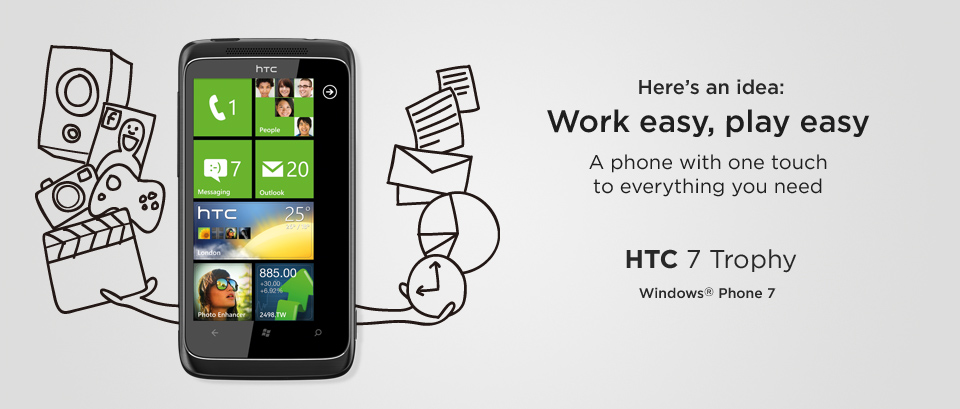 hTC
1
People
7
Messaging
20
Outlook
hTC
25°
London
885.00
+30.00
+6.92%
2498.TW
Photo Enhancer
f
Here's an idea:
Work easy, play easy
A phone with one touch
to everything you need
HTC 7 Trophy
Windows® Phone 7